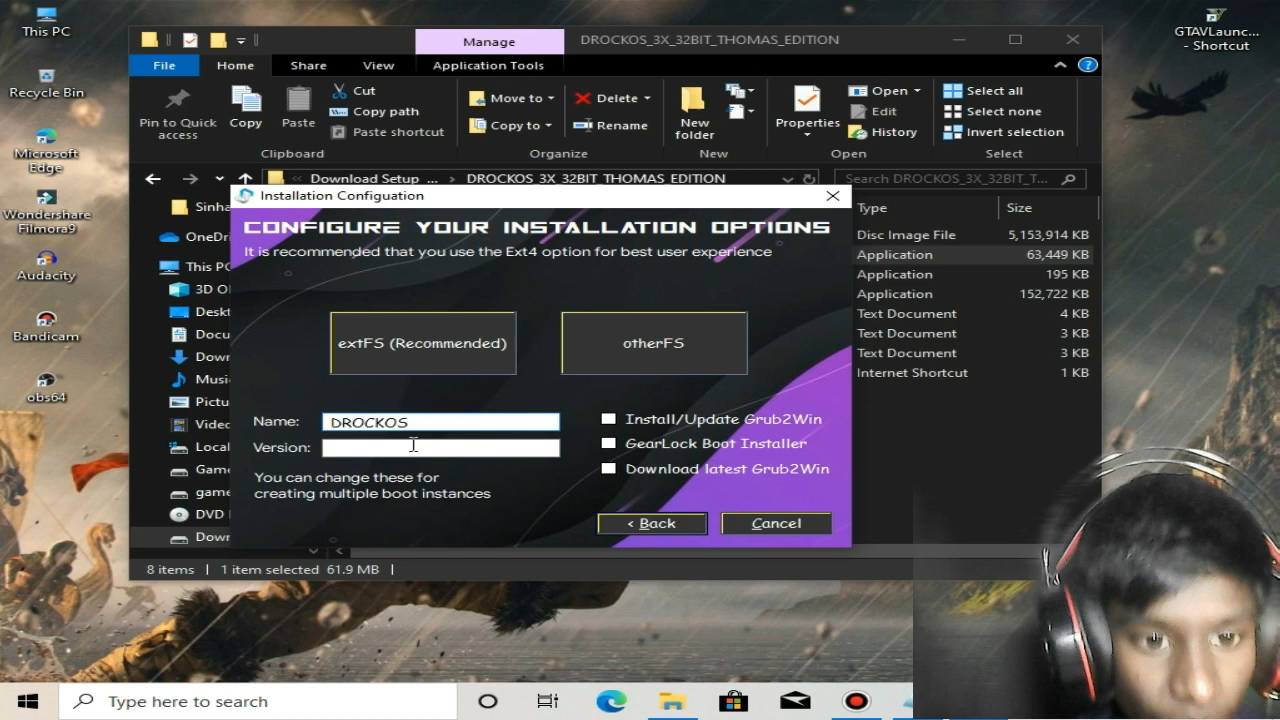 This PC
Recycle Bin
Microsoft
Edge
Wondershare
Filmora9
Audacity
Bandicam
obs64
GTAVLaunc...
- Shortcut
Manage
DROCKOS_3X_32BIT_THOMAS_EDITION
File
Home
Share
View
Application Tools
Pin to Quick
access
Copy
Paste
Cut
Copy path
Paste shortcut
Move to
Copy to
Delete
Rename
New
folder
Properties
Open
Edit
History
Select all
Select none
Invert selection
Clipboard
Organize
New
Open
Select
« Download Setup ... > DROCKOS_3X_32BIT_THOMAS_EDITION
Search DROCKOS_3X_32BIT_T...
Sinha
OneDri
This PC
3D O
Deskt
Docu
Down
Musi
Pictu
Video
Local
Game
game
DVD
Down
Type
Size
Disc Image File 5,153,914 KB
Application 63,449 KB
Application 195 KB
Application 152,722 KB
Text Document 4 KB
Text Document 3 KB
Text Document 3 KB
Internet Shortcut 1 KB
Installation Configuation
CONFIGURE YOUR INSTALLATION OPTIONS
It is recommended that you use the Ext4 option for best user experience
extFS (Recommended)
otherFS
Name: DROCKOS
Version:
You can change these for
creating multiple boot instances
Install/Update Grub2Win
GearLock Boot Installer
Download latest Grub2Win
< Back
Cancel
8 items
1 item selected 61.9 MB
Type here to search